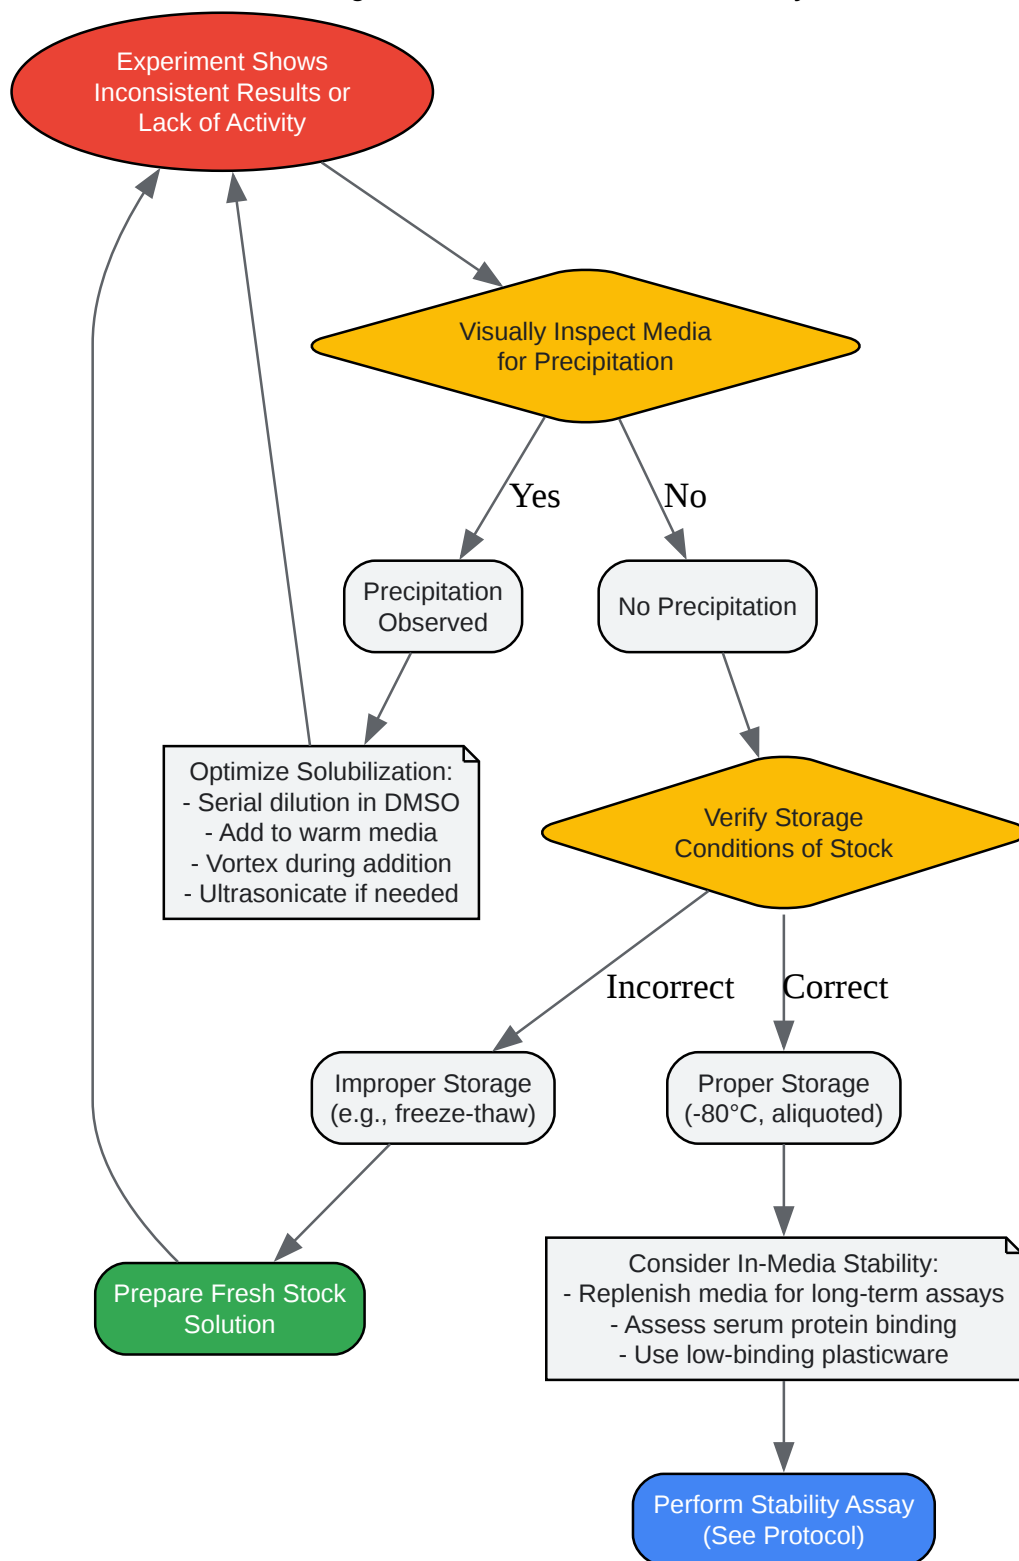 Experiment Shows
Inconsistent Results or
Lack of Activity
Visually Inspect Media
for Precipitation
Yes
No
Precipitation
Observed
No Precipitation
Optimize Solubilization:
- Serial dilution in DMSO
- Add to warm media
- Vortex during addition
- Ultrasonicate if needed
Verify Storage
Conditions of Stock
Incorrect
Correct
Improper Storage
(e.g., freeze-thaw)
Proper Storage
(-80°C, aliquoted)
Prepare Fresh Stock
Solution
Consider In-Media Stability:
- Replenish media for long-term assays
- Assess serum protein binding
- Use low-binding plasticware
Perform Stability Assay
(See Protocol)